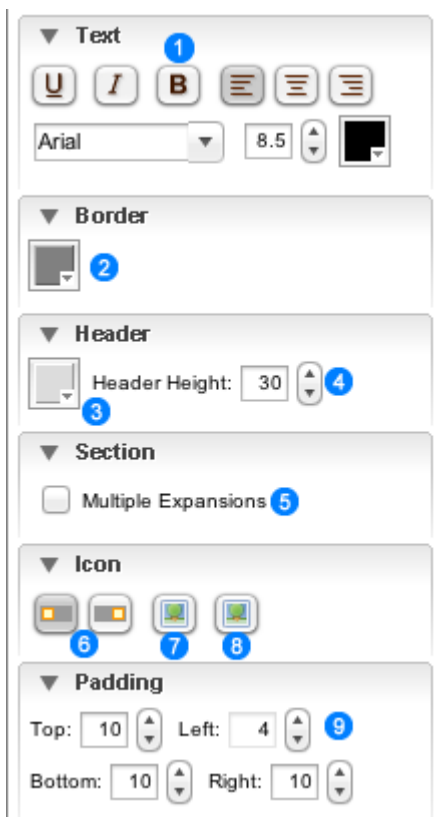 Text
1
U I B
Arial 8.5
Border
2
Header
Header Height: 30 4
3
Section
Multiple Expansions 5
Icon
6 7 8
Padding
Top: 10 Left: 4 9
Bottom: 10 Right: 10